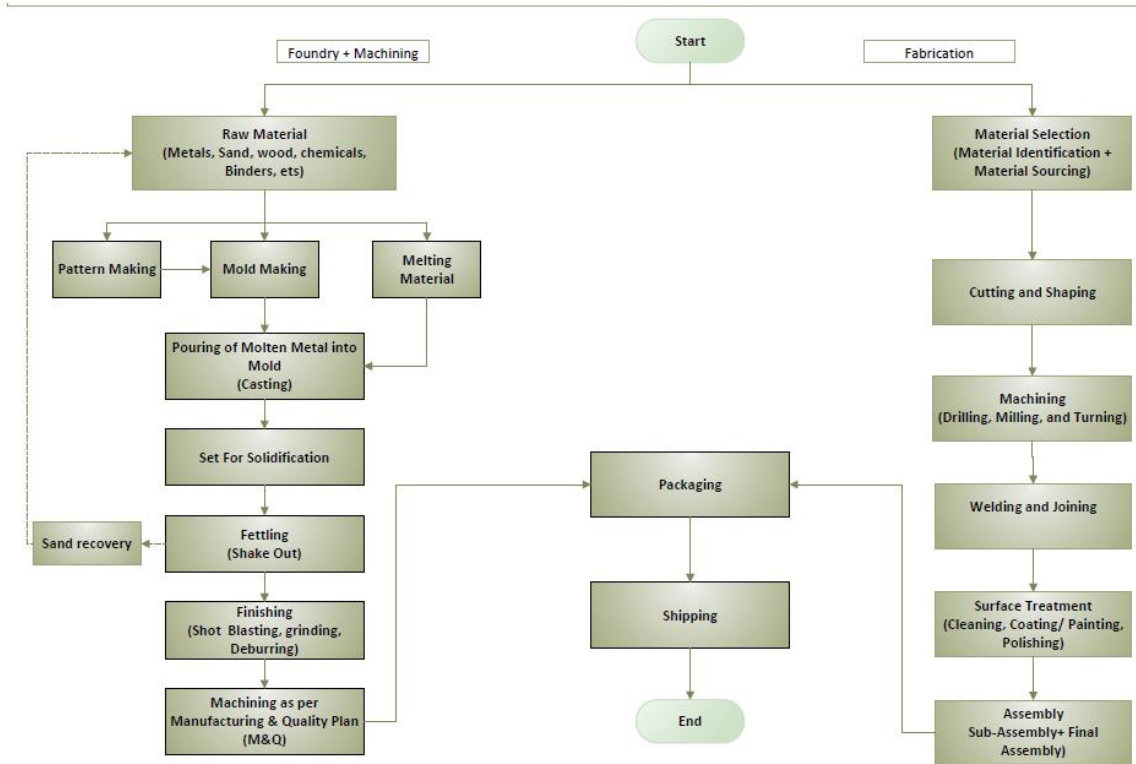 Start
Foundry + Machining
Fabrication
Raw Material
(Metals, Sand, wood, chemicals,
Binders, ets)
Pattern Making
Mold Making
Melting
Material
Pouring of Molten Metal into
Mold
(Casting)
Set For Solidification
Sand recovery
Fettling
(Shake Out)
Finishing
(Shot Blasting, grinding,
Deburring)
Machining as per
Manufacturing & Quality Plan
(M&Q)
Packaging
Shipping
End
Material Selection
(Material Identification +
Material Sourcing)
Cutting and Shaping
Machining
(Drilling, Milling, and Turning)
Welding and Joining
Surface Treatment
(Cleaning, Coating/ Painting,
Polishing)
Assembly
Sub-Assembly+ Final
Assembly)